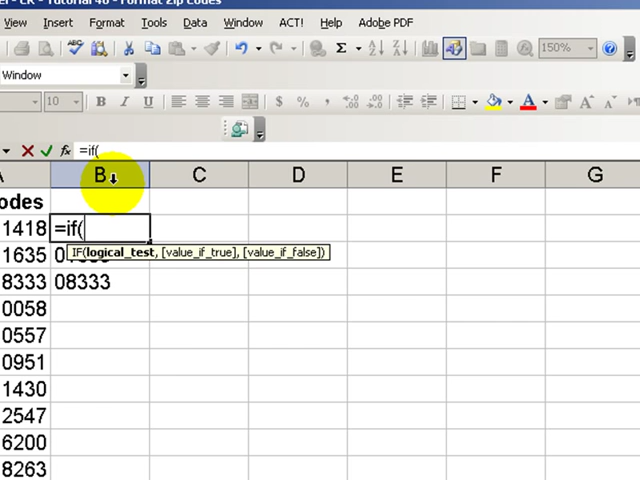 el - CR - Tutorial 46 - Format Zip Codes
View Insert Format Tools Data Window ACT! Help Adobe PDF
150%
Window
10 B I U $ % ,
=if(
A B C D E F G
odes
1418 =if(
IF(logical_test, [value_if_true], [value_if_false])
1635
8333 08333
0058
0557
0951
1430
2547
6200
8263